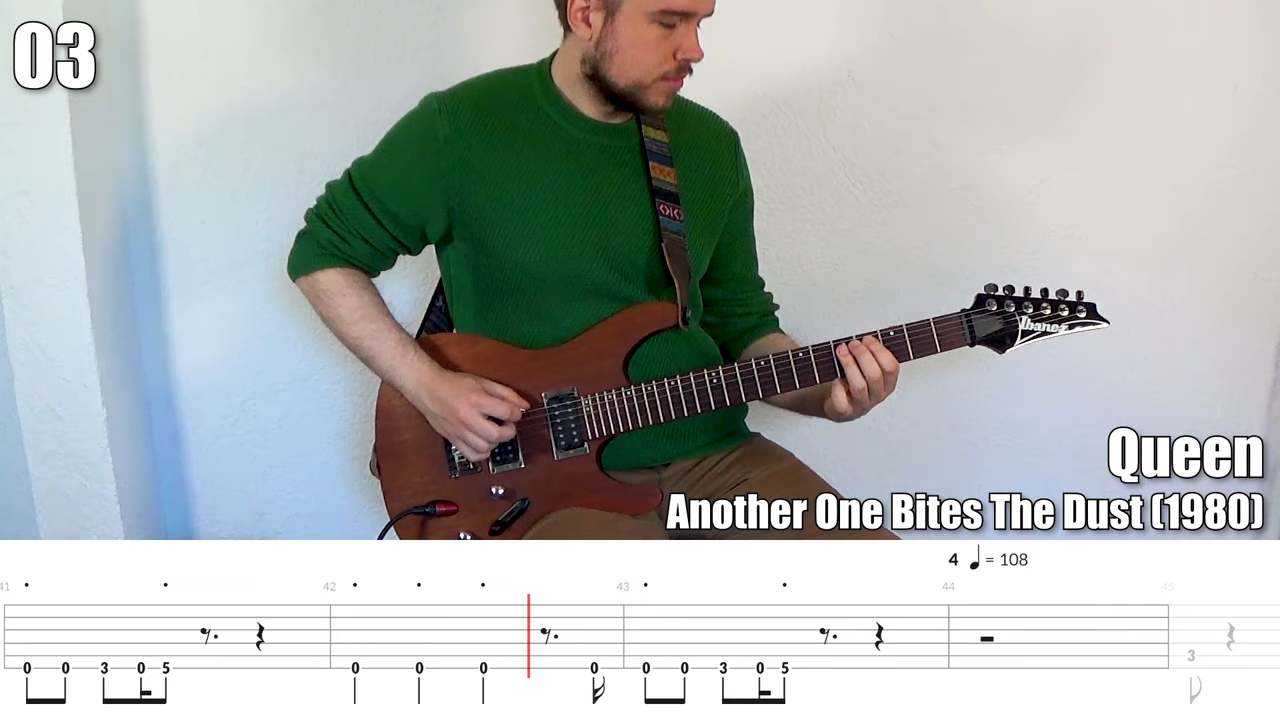 03
Ibanez
Queen
Another One Bites The Dust (1980)
4 ♩ = 108
41 42 43 44 45
0 0 3 0 5 0 0 0 0 0 0 3 0 5 3